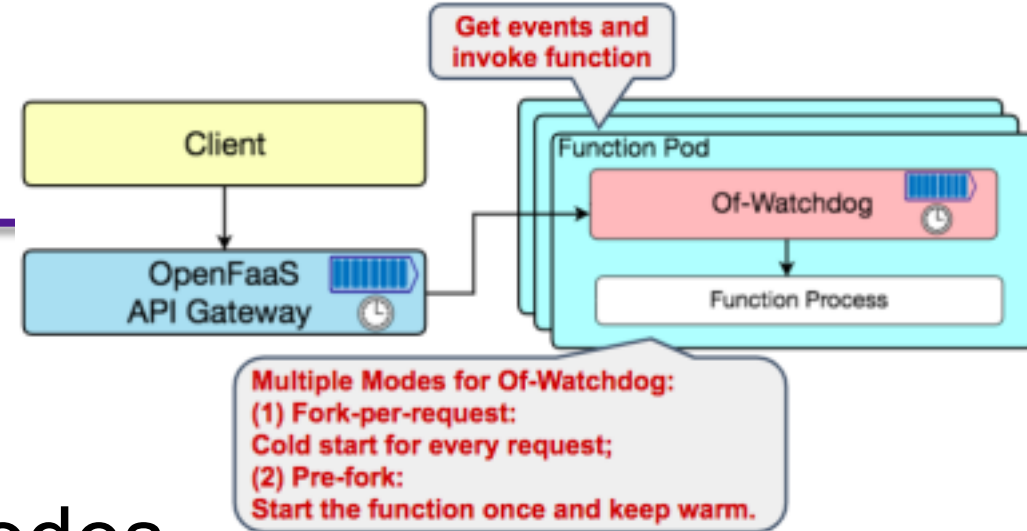 Get events and
invoke function
Client
Function Pod
Of-Watchdog
OpenFaaS
API Gateway
Function Process
Multiple Modes for Of-Watchdog:
(1) Fork-per-request:
Cold start for every request;
(2) Pre-fork:
Start the function once and keep warm.